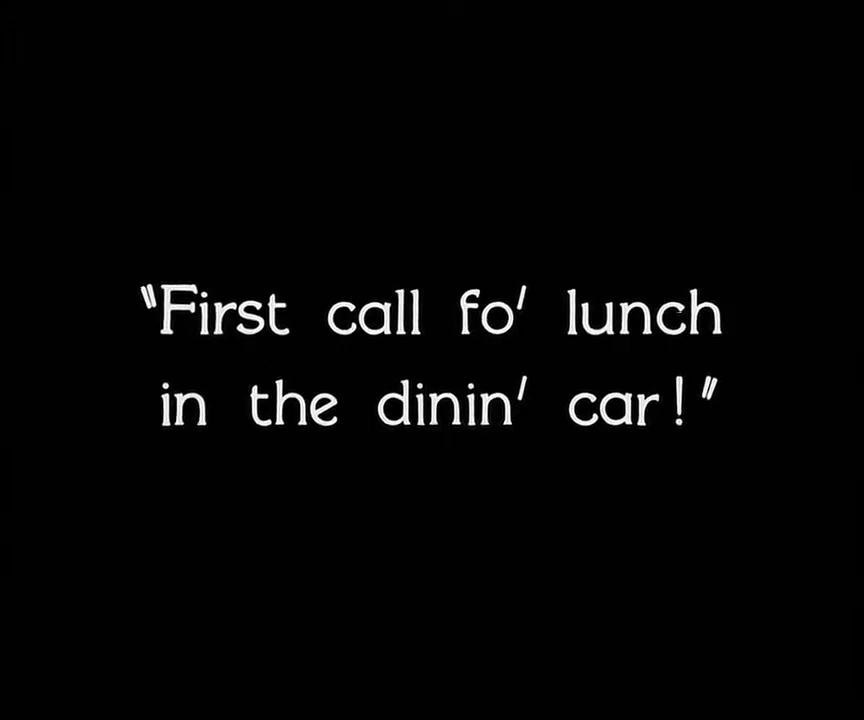 "First call fo' lunch
in the dinin' car!"